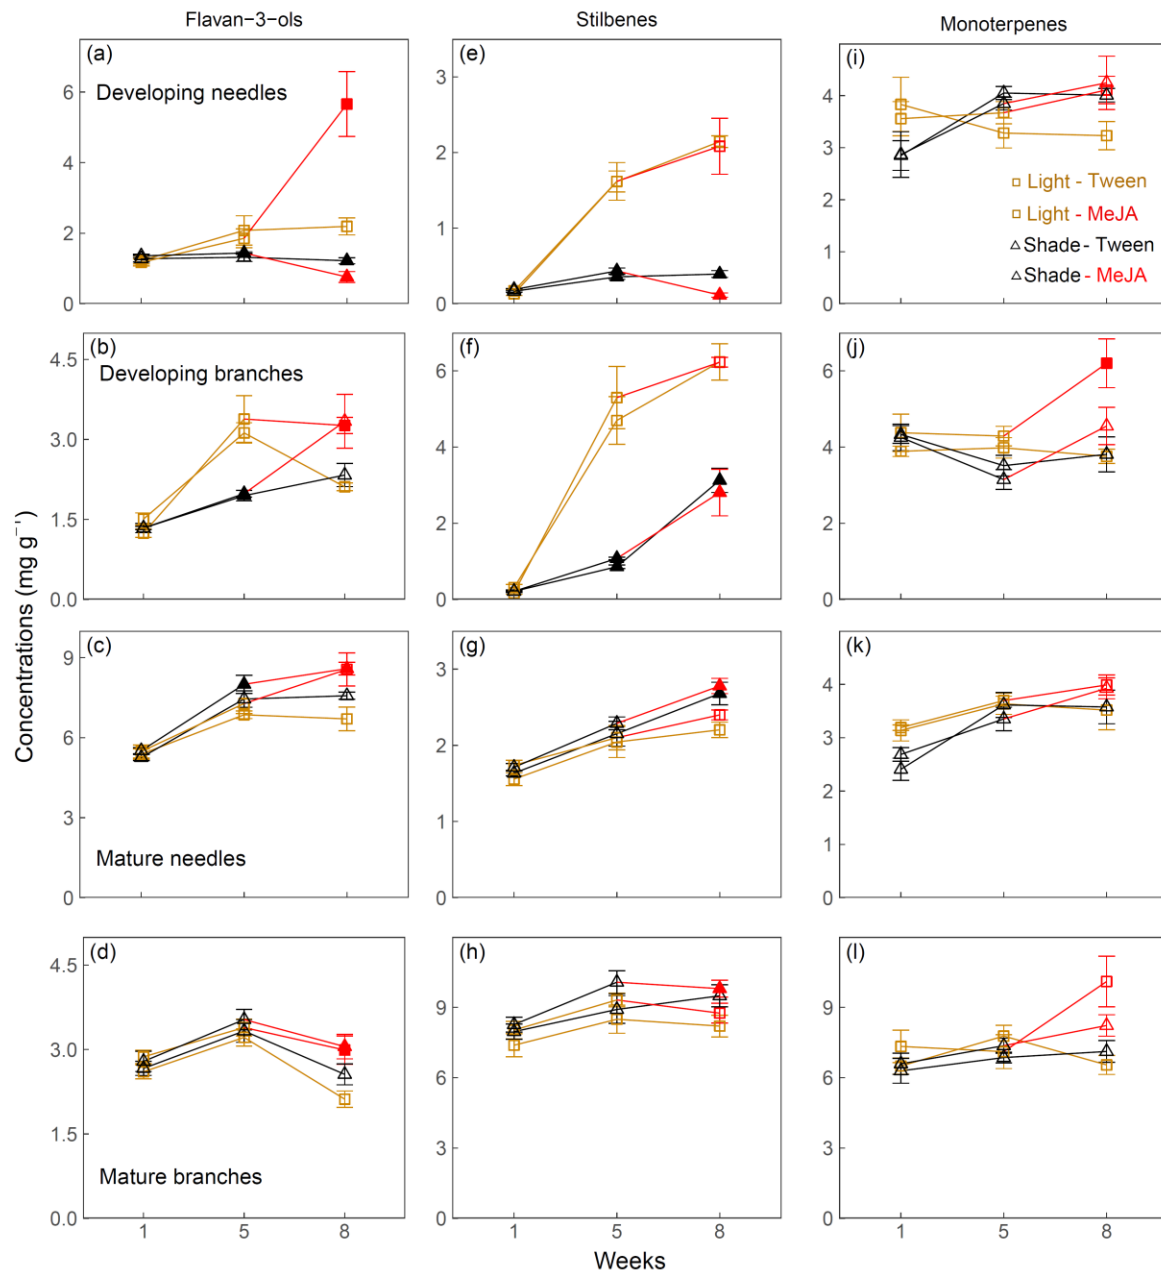 Flavan−3−ols
Stilbenes
Monoterpenes
(a)
Developing needles
6
4
2
0
(e)
3
2
1
0
(i)
4
3
2
1
0
Light - Tween
Light - MeJA
Shade - Tween
Shade - MeJA
(b)
Developing branches
4.5
3.0
1.5
0.0
(f)
6
4
2
0
(j)
6
4
2
0
(c)
9
6
3
0
Mature needles
(g)
3
2
1
0
(k)
4
3
2
1
0
(d)
4.5
3.0
1.5
0.0
Mature branches
(h)
9
6
3
0
(l)
9
6
3
0
1 5 8
1 5 8
1 5 8
Weeks
Concentrations (mg g⁻¹)